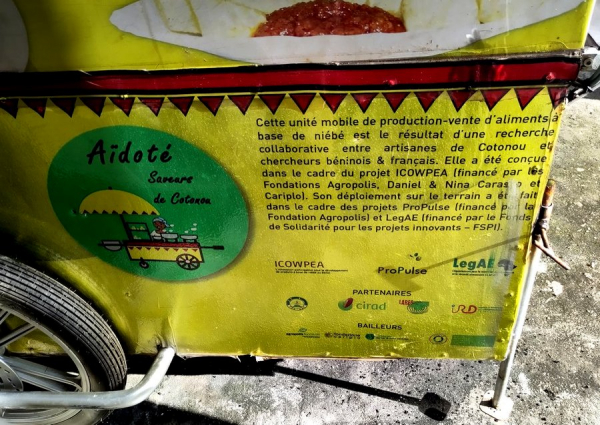 Aïdoté
Saveurs
de Cotonou
Cette unité mobile de production-vente d'aliments à
base de niébé est le résultat d'une recherche
collaborative entre artisanes de Cotonou et
chercheurs béninois & français. Elle a été conçue
dans le cadre du projet ICOWPEA (financé par les
Fondations Agropolis, Daniel & Nina Carasso et
Cariplo). Son déploiement sur le terrain a été fait
dans le cadre des projets ProPulse (financé par la
Fondation Agropolis) et LegAE (financé par le Fonds
de Solidarité pour les projets innovants – FSPI).
ICOWPEA
ProPulse
LegAE
PARTENAIRES
cirad
IRD
BAILLEURS